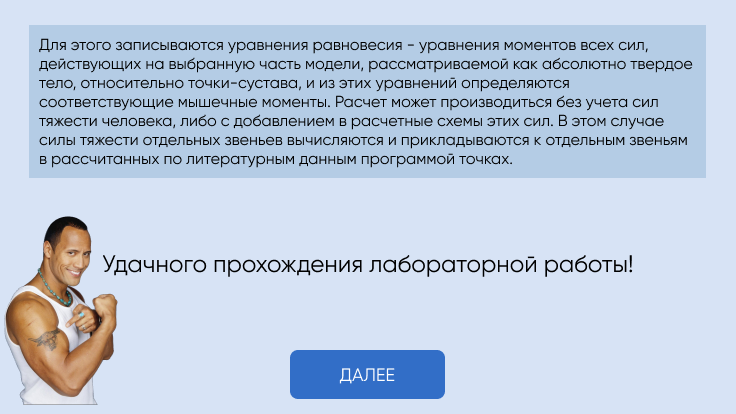 Для этого записываются уравнения равновесия - уравнения моментов всех сил,
действующих на выбранную часть модели, рассматриваемой как абсолютно твердое
тело, относительно точки-сустава, и из этих уравнений определяются
соответствующие мышечные моменты. Расчет может производиться без учета сил
тяжести человека, либо с добавлением в расчетные схемы этих сил. В этом случае
силы тяжести отдельных звеньев вычисляются и прикладываются к отдельным звеньям
в рассчитанных по литературным данным программой точках.
Удачного прохождения лабораторной работы!
ДАЛЕЕ